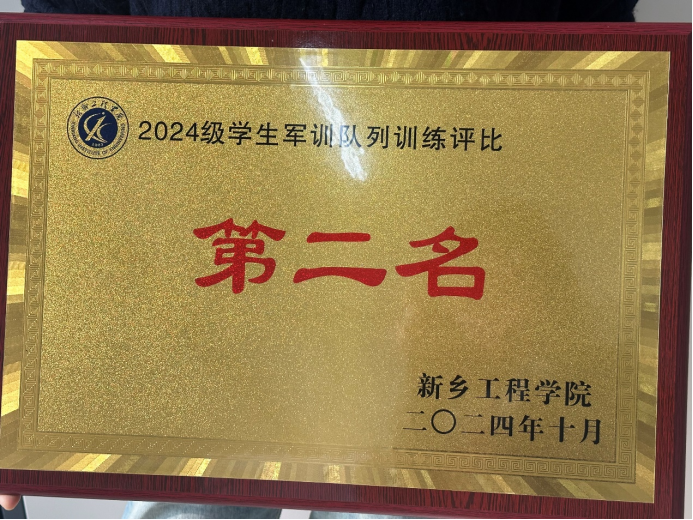 2024级学生军训队列训练评比
第二名
新乡工程学院
二〇二四年十月